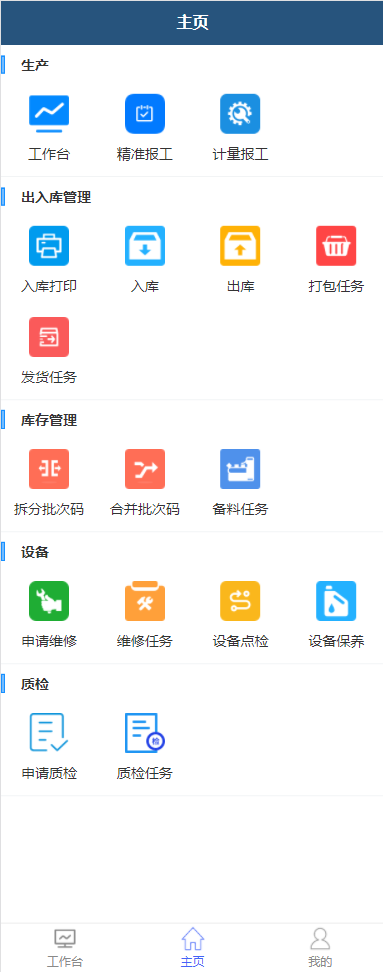 主页
生产
工作台 精准报工 计量报工
出入库管理
入库打印 入库 出库 打包任务
发货任务
库存管理
拆分批次码 合并批次码 备料任务
设备
申请维修 维修任务 设备点检 设备保养
质检
检
申请质检 质检任务
工作台 主页 我的